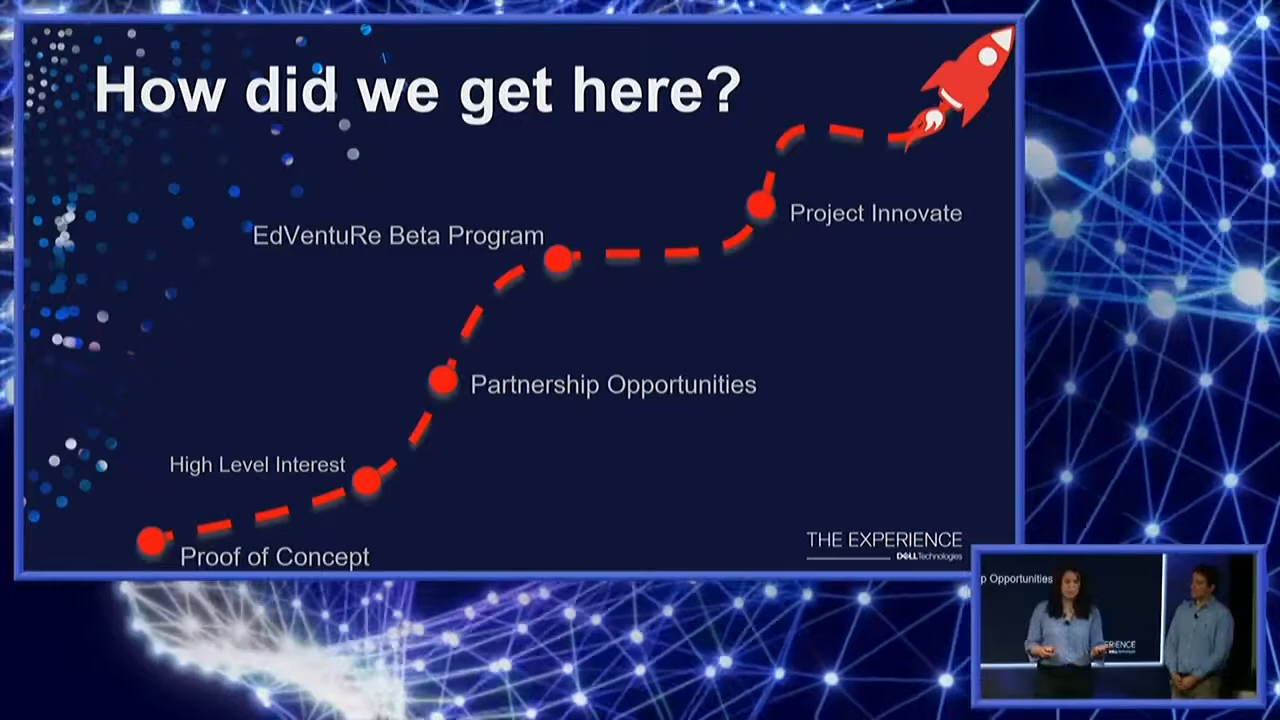 How did we get here?
Project Innovate
EdVentuRe Beta Program
Partnership Opportunities
High Level Interest
Proof of Concept
THE EXPERIENCE
DELL Technologies
p Opportunities
ERIENCE